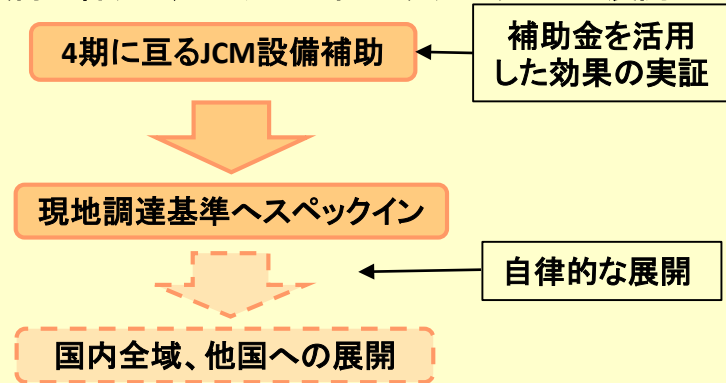 4期に亘るJCM設備補助
補助金を活用
した効果の実証
現地調達基準へスペックイン
自律的な展開
国内全域、他国への展開